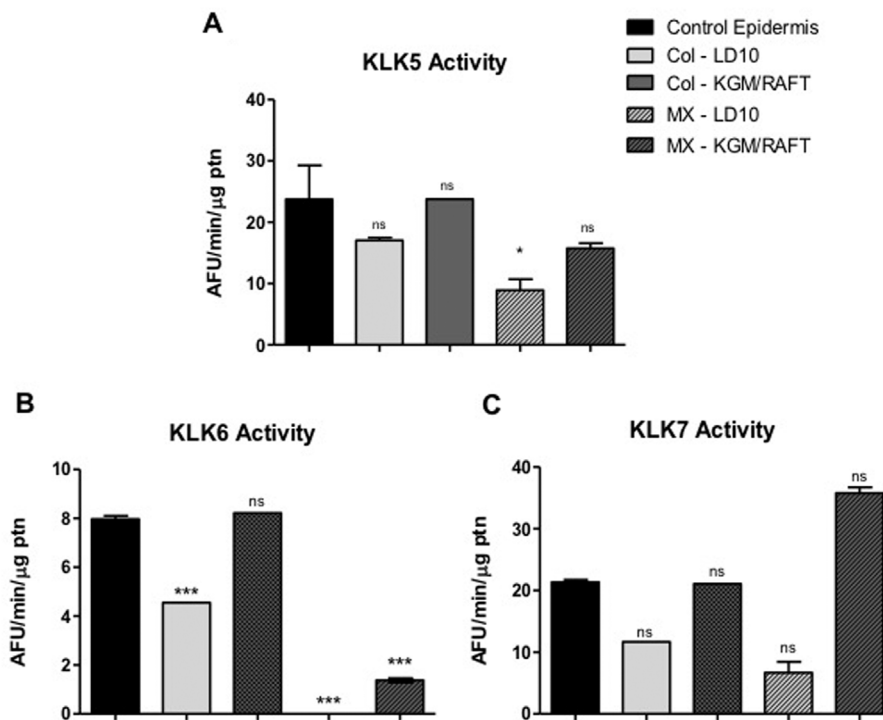 A
KLK5 Activity
Control Epidermis
Col - LD10
Col - KGM/RAFT
MX - LD10
MX - KGM/RAFT
AFU/min/µg ptn
40
30
20
10
0
ns
ns
*
ns
B
KLK6 Activity
AFU/min/µg ptn
10
8
6
4
2
0
***
ns
***
***
C
KLK7 Activity
AFU/min/µg ptn
40
30
20
10
0
ns
ns
ns
ns